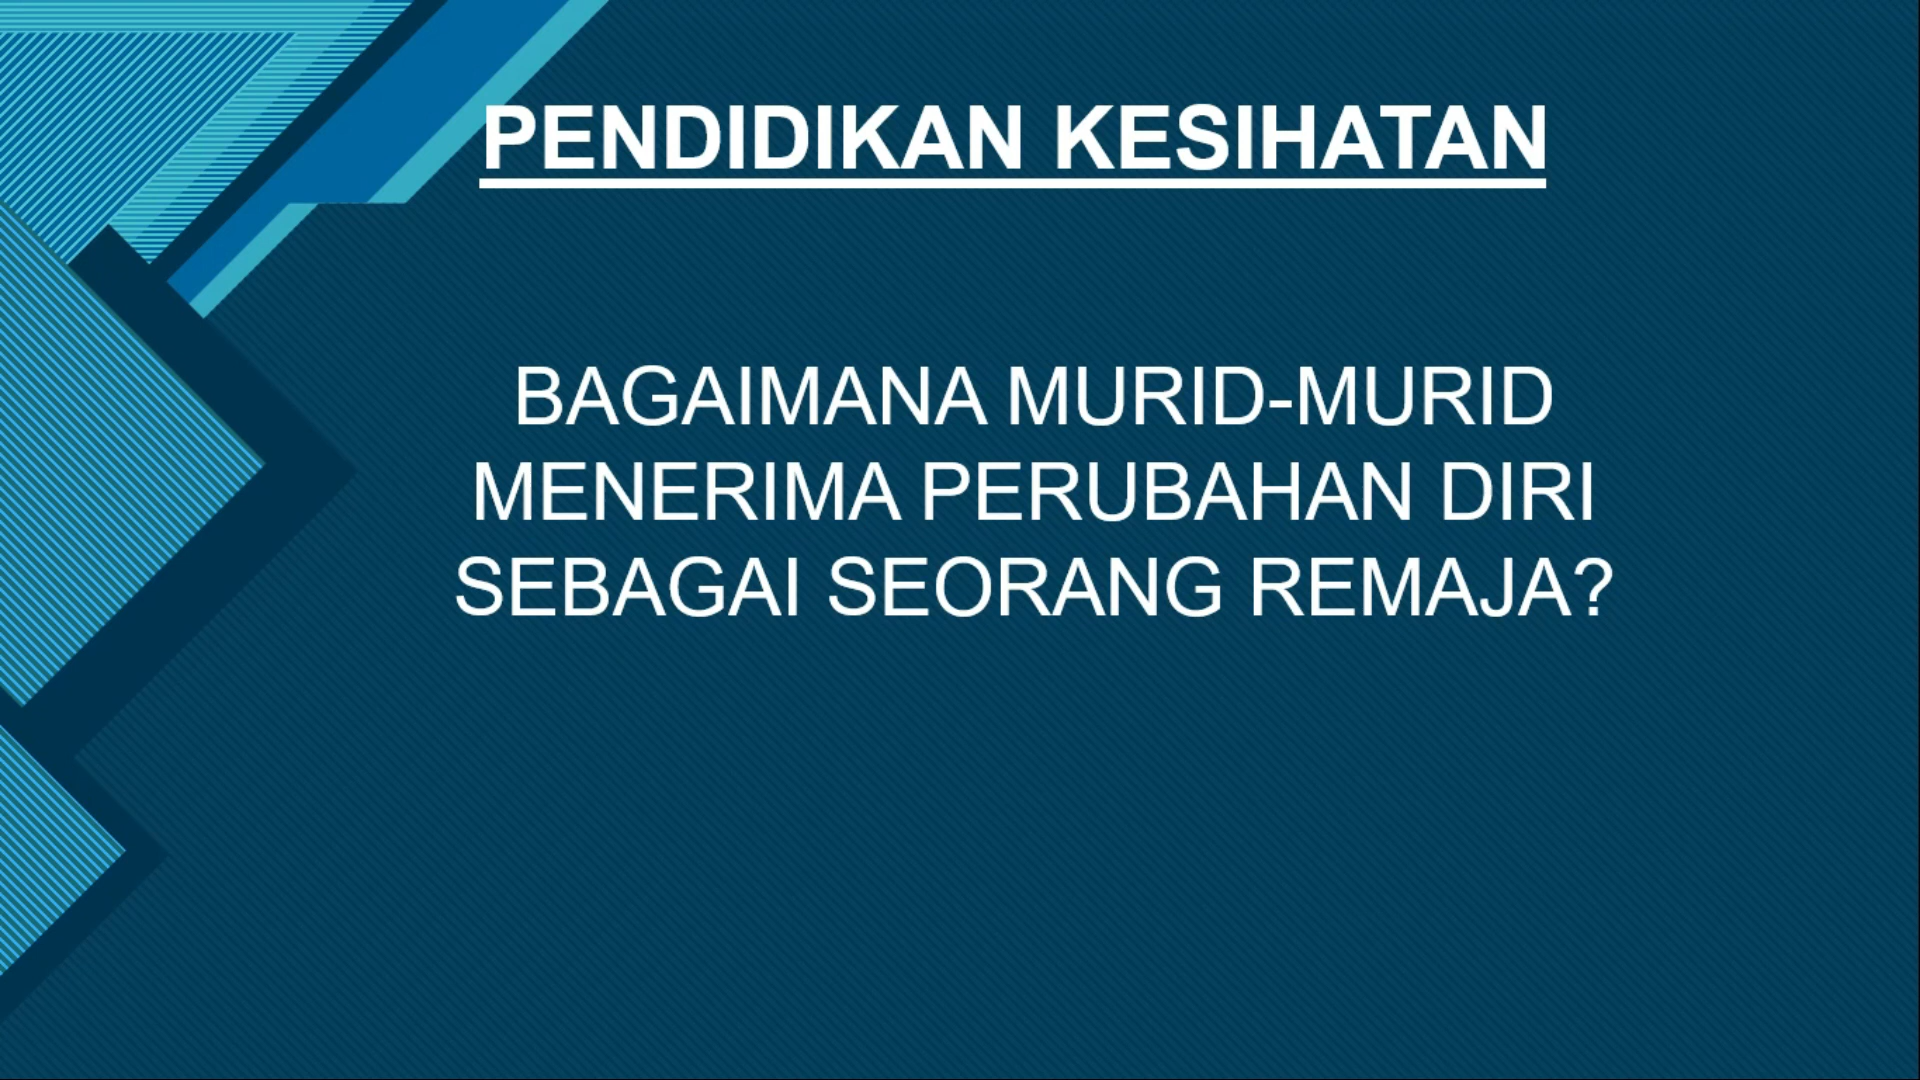 PENDIDIKAN KESIHATAN
BAGAIMANA MURID-MURID
MENERIMA PERUBAHAN DIRI
SEBAGAI SEORANG REMAJA?